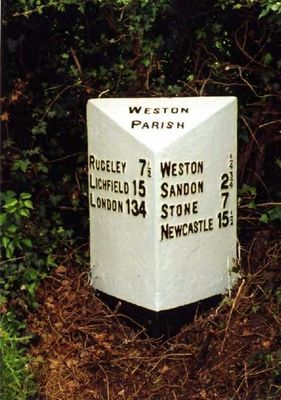 WESTON
PARISH
RUGELEY 7½
LICHFIELD 15
LONDON 134
WESTON ¼
SANDON 2¾
STONE 7
NEWCASTLE 15½